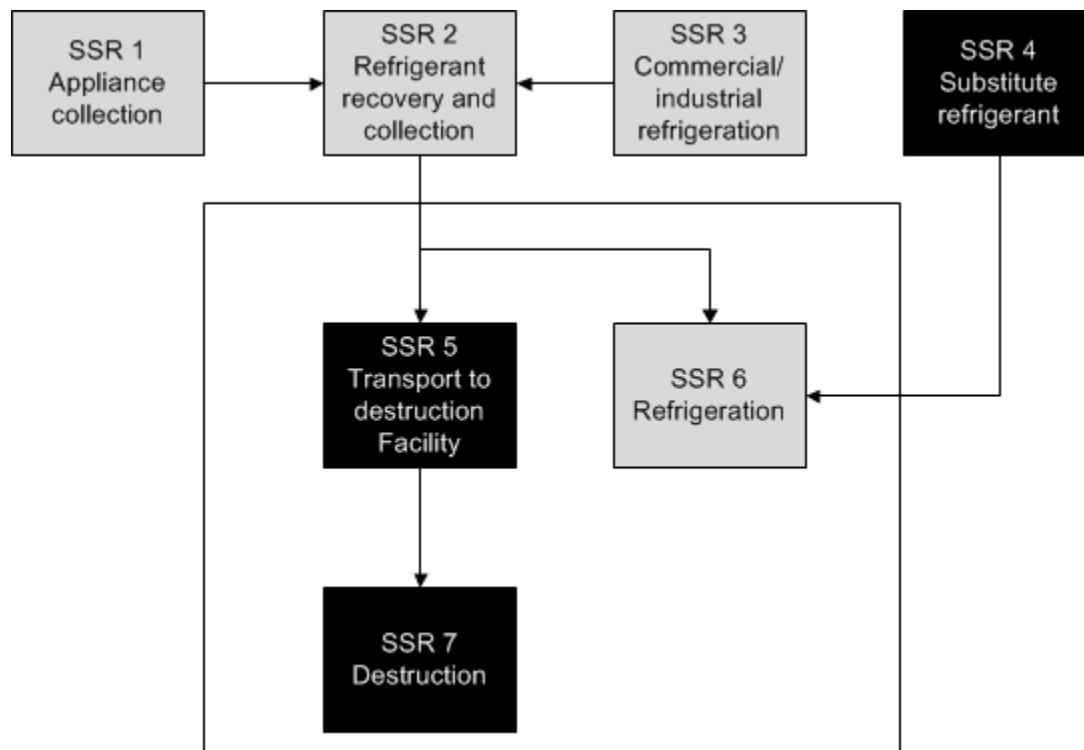 SSR 1
Appliance
collection
SSR 2
Refrigerant
recovery and
collection
SSR 3
Commercial/
industrial
refrigeration
SSR 4
Substitute
refrigerant
SSR 5
Transport to
destruction
Facility
SSR 6
Refrigeration
SSR 7
Destruction